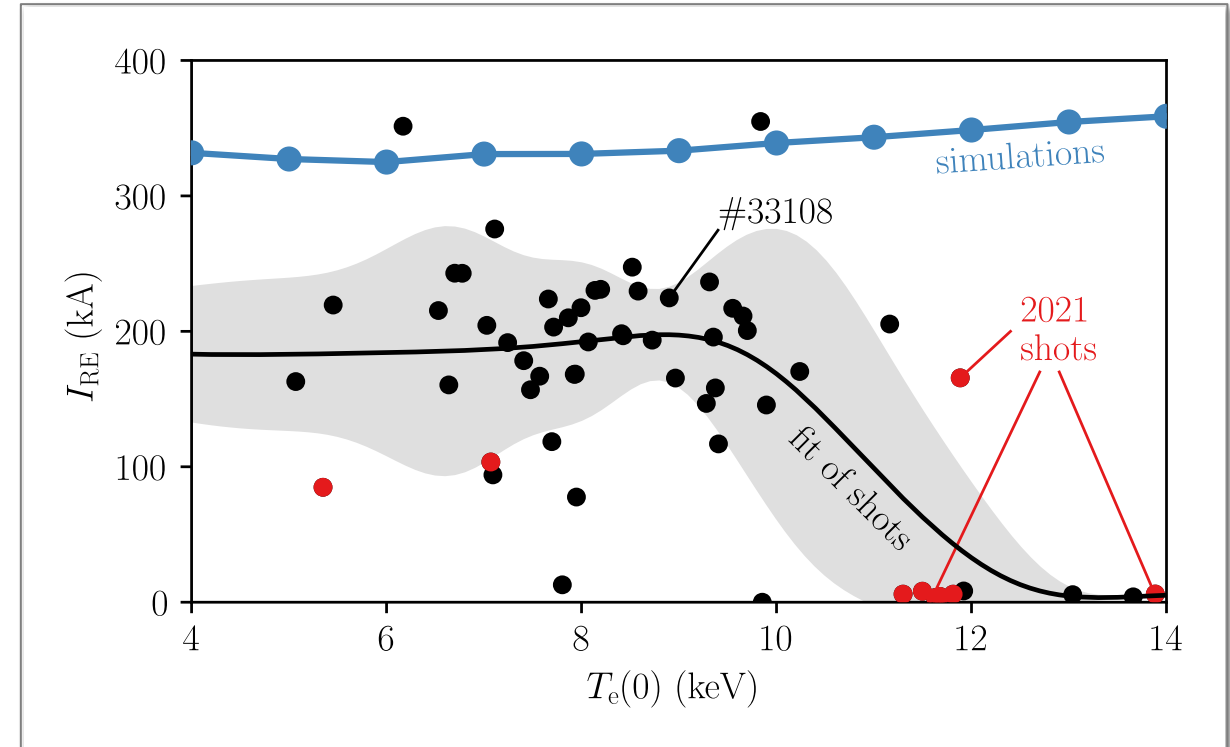 400
300
200
100
0
I_RE (kA)
simulations
#33108
2021
shots
fit of shots
4 6 8 10 12 14
T_e(0) (keV)